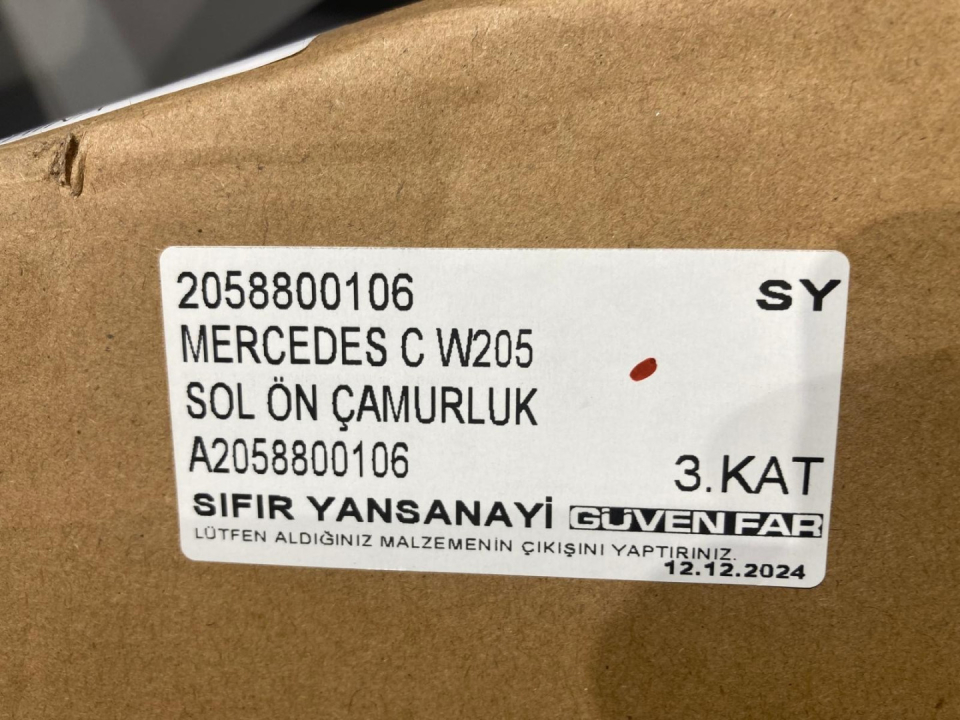 2058800106 SY
MERCEDES C W205
SOL ÖN ÇAMURLUK
A2058800106 3.KAT
SIFIR YANSANAYİ GÜVEN FAR
LÜTFEN ALDIĞINIZ MALZEMENİN ÇIKIŞINI YAPTIRINIZ.
12.12.2024